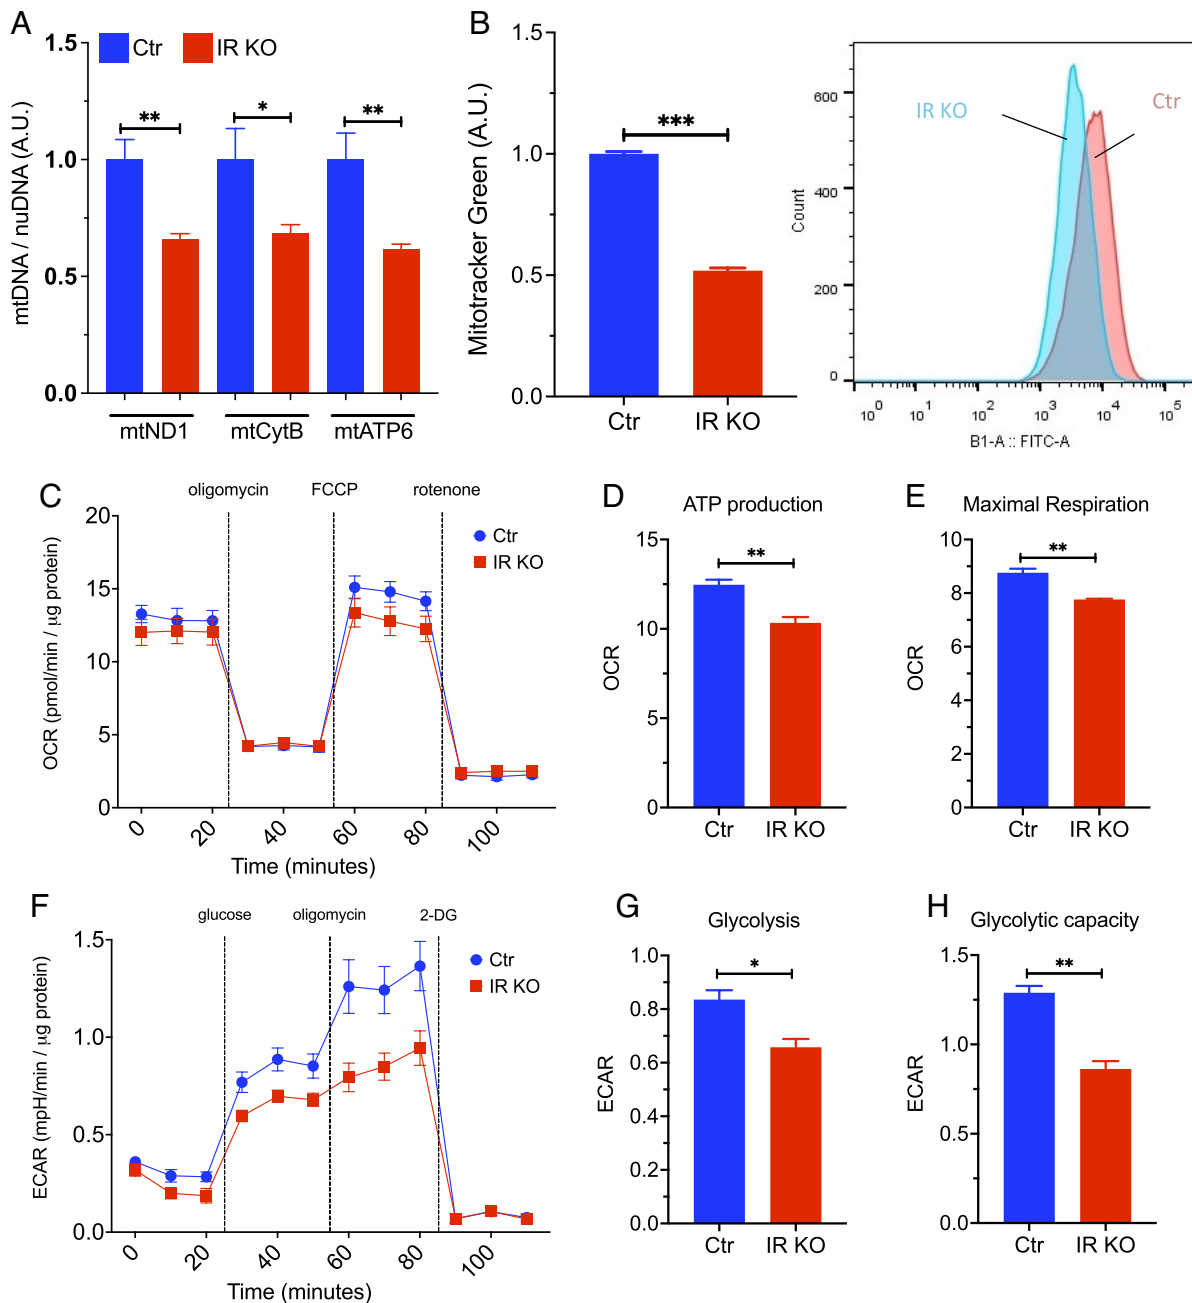 A
Ctr
IR KO
mtDNA / nuDNA (A.U.)
1.5
1.0
0.5
0.0
**
*
**
mtND1
mtCytB
mtATP6
B
Mitotracker Green (A.U.)
1.5
1.0
0.5
0.0
***
Ctr
IR KO
Count
600
400
200
0
IR KO
Ctr
10^0
10^1
10^2
10^3
10^4
10^5
B1-A :: FITC-A
C
oligomycin
FCCP
rotenone
OCR (pmol/min / μg protein)
20
15
10
5
0
Ctr
IR KO
0
20
40
60
80
100
Time (minutes)
D
ATP production
OCR
15
10
5
0
**
Ctr
IR KO
E
Maximal Respiration
OCR
10
8
6
4
2
0
**
Ctr
IR KO
F
glucose
oligomycin
2-DG
ECAR (mpH/min / μg protein)
1.5
1.0
0.5
0.0
Ctr
IR KO
0
20
40
60
80
100
Time (minutes)
G
Glycolysis
ECAR
1.0
0.8
0.6
0.4
0.2
0.0
*
Ctr
IR KO
H
Glycolytic capacity
ECAR
1.5
1.0
0.5
0.0
**
Ctr
IR KO